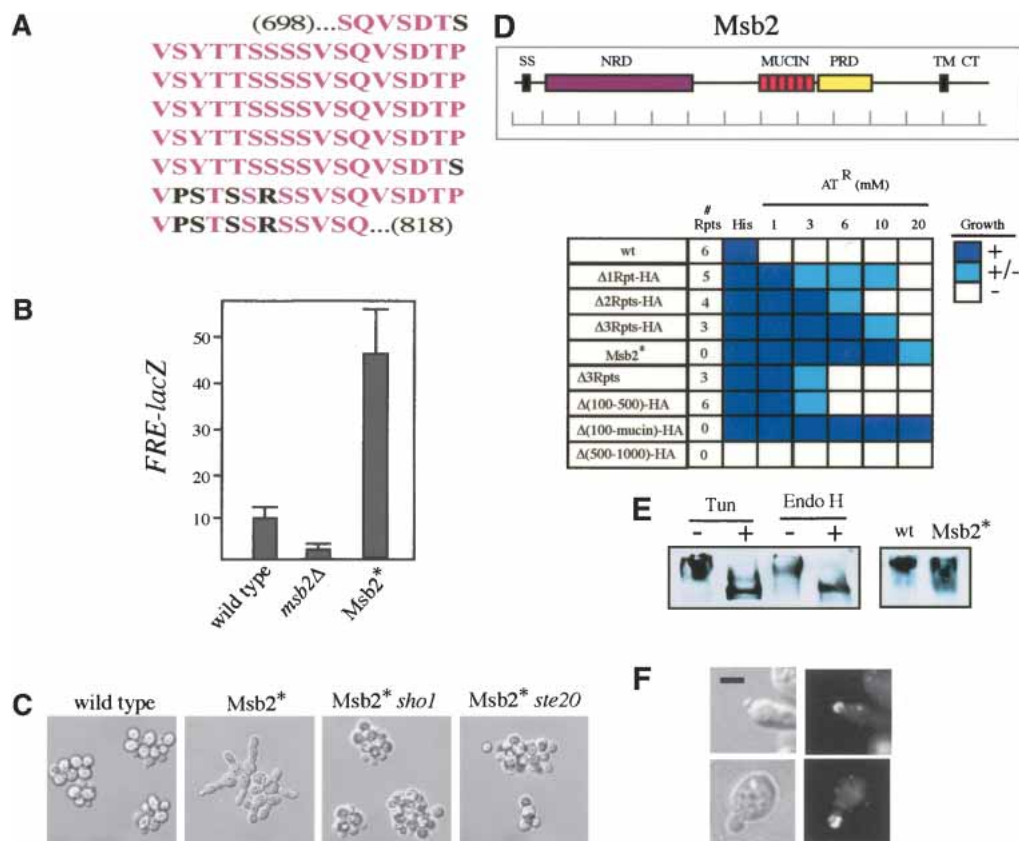 A
(698)...SQVSDTS
VSYTTSSSSVSQVSDTP
VSYTTSSSSVSQVSDTP
VSYTTSSSSVSQVSDTP
VSYTTSSSSVSQVSDTP
VSYTTSSSSVSQVSDTS
VPSTSSRSSVSQVSDTP
VPSTSSRSSVSQ...(818)
B
FRE-lacZ
50
40
30
20
10
wild type
msb2Δ
Msb2*
C
wild type
Msb2*
Msb2* sho1
Msb2* ste20
D
Msb2
SS NRD MUCIN PRD TM CT
AT R (mM)
# Rpts His 1 3 6 10 20
wt 6
Δ1Rpt-HA 5
Δ2Rpts-HA 4
Δ3Rpts-HA 3
Msb2* 0
Δ3Rpts 3
Δ(100-500)-HA 6
Δ(100-mucin)-HA 0
Δ(500-1000)-HA 0
Growth
+
+/-
-
E
Tun Endo H
- + - +
wt Msb2*
F